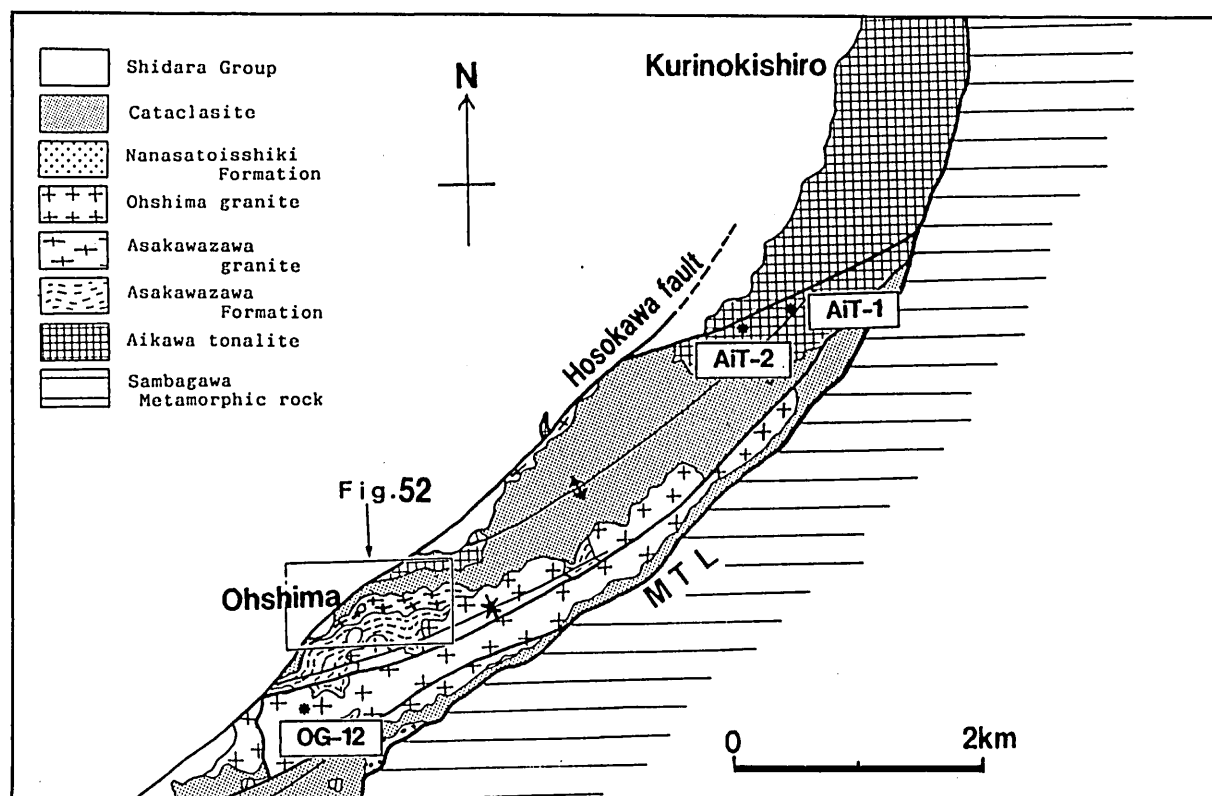 Shidara Group
Cataclasite
Nanasatoisshiki
Formation
Ohshima granite
Asakawazawa
granite
Asakawazawa
Formation
Aikawa tonalite
Sambagawa
Metamorphic rock
N
Kurinokishiro
Hosokawa fault
AiT-1
AiT-2
Fig.52
Ohshima
MTL
OG-12
0 2km